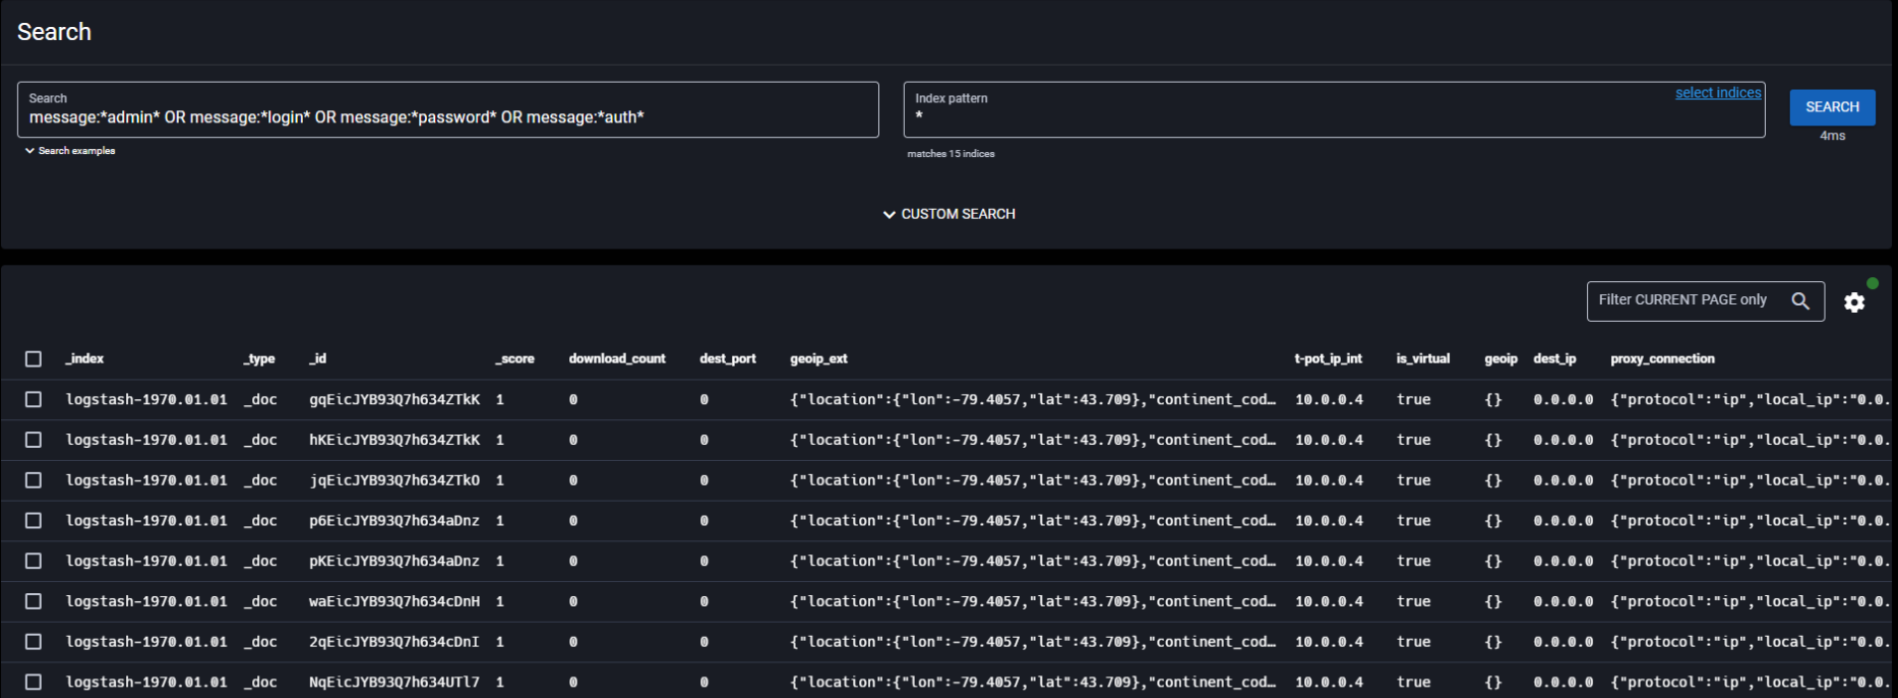 Search
Search
message:*admin* OR message:*login* OR message:*password* OR message:*auth*
Search examples
Index pattern
*
select indices
matches 15 indices
SEARCH
4ms
CUSTOM SEARCH
Filter CURRENT PAGE only
_index _type _id _score download_count dest_port geoip_ext t-pot_ip_int is_virtual geoip dest_ip proxy_connection
logstash-1970.01.01 _doc gqEicJYB93Q7h634ZTkK 1 0 0 {"location":{"lon":-79.4057,"lat":43.709},"continent_cod… 10.0.0.4 true {} 0.0.0.0 {"protocol":"ip","local_ip":"0.0.
logstash-1970.01.01 _doc hKEicJYB93Q7h634ZTkK 1 0 0 {"location":{"lon":-79.4057,"lat":43.709},"continent_cod… 10.0.0.4 true {} 0.0.0.0 {"protocol":"ip","local_ip":"0.0.
logstash-1970.01.01 _doc jqEicJYB93Q7h634ZTkO 1 0 0 {"location":{"lon":-79.4057,"lat":43.709},"continent_cod… 10.0.0.4 true {} 0.0.0.0 {"protocol":"ip","local_ip":"0.0.
logstash-1970.01.01 _doc p6EicJYB93Q7h634aDnz 1 0 0 {"location":{"lon":-79.4057,"lat":43.709},"continent_cod… 10.0.0.4 true {} 0.0.0.0 {"protocol":"ip","local_ip":"0.0.
logstash-1970.01.01 _doc pKEicJYB93Q7h634aDnz 1 0 0 {"location":{"lon":-79.4057,"lat":43.709},"continent_cod… 10.0.0.4 true {} 0.0.0.0 {"protocol":"ip","local_ip":"0.0.
logstash-1970.01.01 _doc waEicJYB93Q7h634cDnH 1 0 0 {"location":{"lon":-79.4057,"lat":43.709},"continent_cod… 10.0.0.4 true {} 0.0.0.0 {"protocol":"ip","local_ip":"0.0.
logstash-1970.01.01 _doc 2qEicJYB93Q7h634cDnI 1 0 0 {"location":{"lon":-79.4057,"lat":43.709},"continent_cod… 10.0.0.4 true {} 0.0.0.0 {"protocol":"ip","local_ip":"0.0.
logstash-1970.01.01 _doc NqEicJYB93Q7h634UTl7 1 0 0 {"location":{"lon":-79.4057,"lat":43.709},"continent_cod… 10.0.0.4 true {} 0.0.0.0 {"protocol":"ip","local_ip":"0.0.